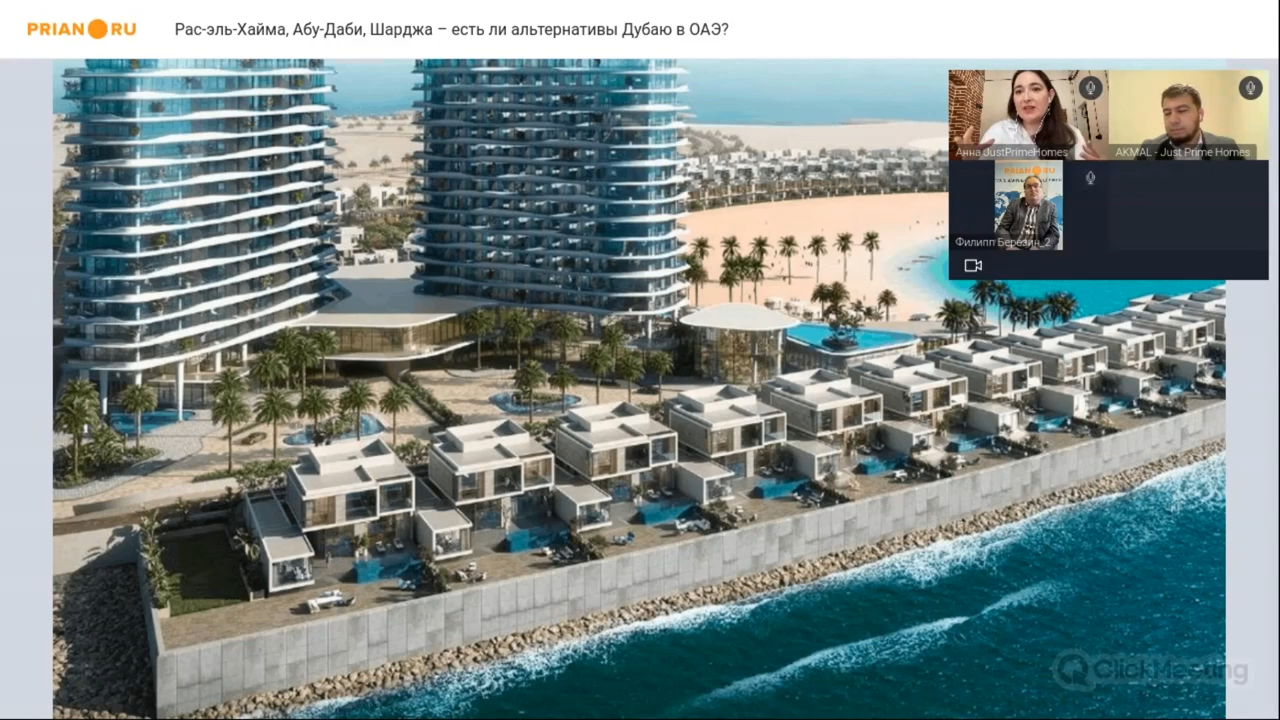 PRIAN RU
Рас-эль-Хайма, Абу-Даби, Шарджа – есть ли альтернативы Дубаю в ОАЭ?
Анна JustPrimeHomes
AKMAL - Just Prime Homes
PRIAN RU
Филипп Березин_2
ClickMeeting